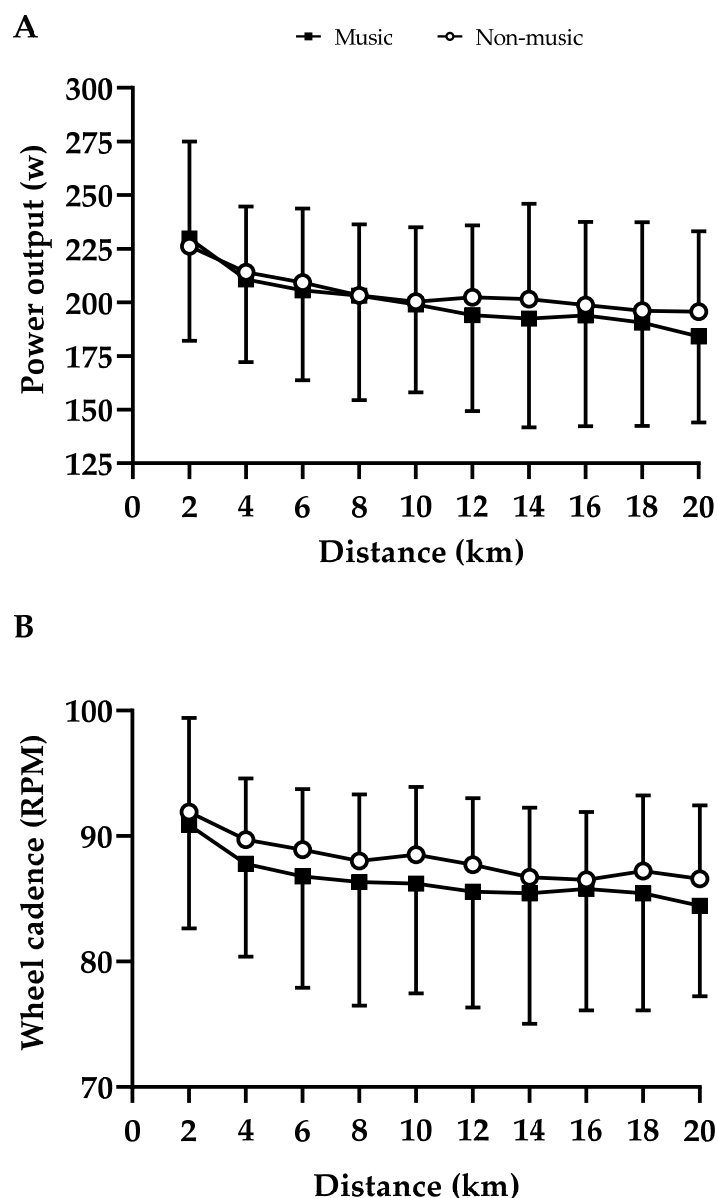 A
Music Non-music
300
275
250
225
200
175
150
125
Power output (w)
0 2 4 6 8 10 12 14 16 18 20
Distance (km)
B
100
90
80
70
Wheel cadence (RPM)
0 2 4 6 8 10 12 14 16 18 20
Distance (km)